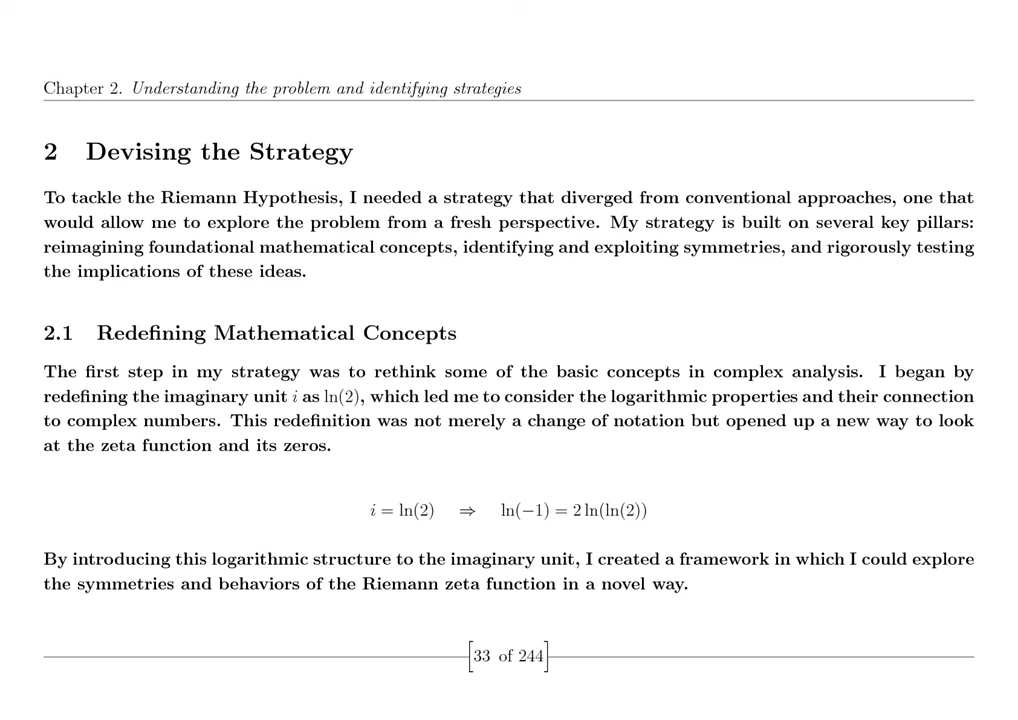 Chapter 2. Understanding the problem and identifying strategies
2 Devising the Strategy
To tackle the Riemann Hypothesis, I needed a strategy that diverged from conventional approaches, one that
would allow me to explore the problem from a fresh perspective. My strategy is built on several key pillars:
reimagining foundational mathematical concepts, identifying and exploiting symmetries, and rigorously testing
the implications of these ideas.
2.1 Redefining Mathematical Concepts
The first step in my strategy was to rethink some of the basic concepts in complex analysis. I began by
redefining the imaginary unit i as ln(2), which led me to consider the logarithmic properties and their connection
to complex numbers. This redefinition was not merely a change of notation but opened up a new way to look
at the zeta function and its zeros.
i = ln(2) ⇒ ln(−1) = 2 ln(ln(2))
By introducing this logarithmic structure to the imaginary unit, I created a framework in which I could explore
the symmetries and behaviors of the Riemann zeta function in a novel way.
[33 of 244]